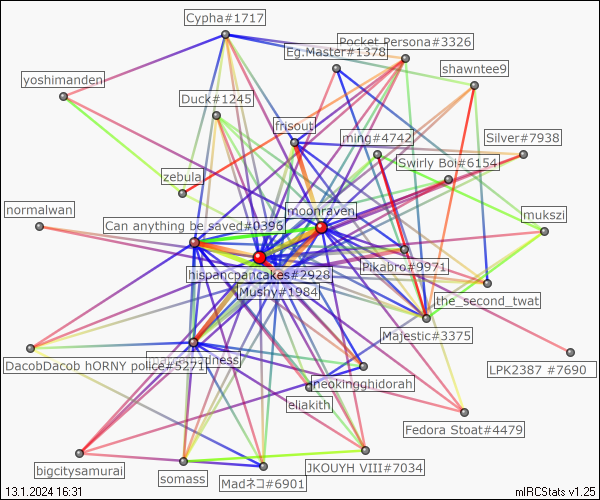 Cypha#1717
Pocket Persona#3326
Eg.Master#1378
shawntee9
yoshimanden
Duck#1245
frisout
ming#4742
Silver#7938
Swirly Boi#6154
zebula
normalwan
moonraven
mukszi
Can anything be saved#0396
hispancpancakes#2928
Pikabro#9971
Mushy#1984
the_second_twat
Majestic#3375
DacobDacob hORNY police#5271
LPK2387 #7690
neokingghidorah
eliakith
Fedora Stoat#4479
bigcitysamurai
JKOUYH VIII#7034
somass
Madネコ#6901
13.1.2024 16:31
mIRCStats v1.25